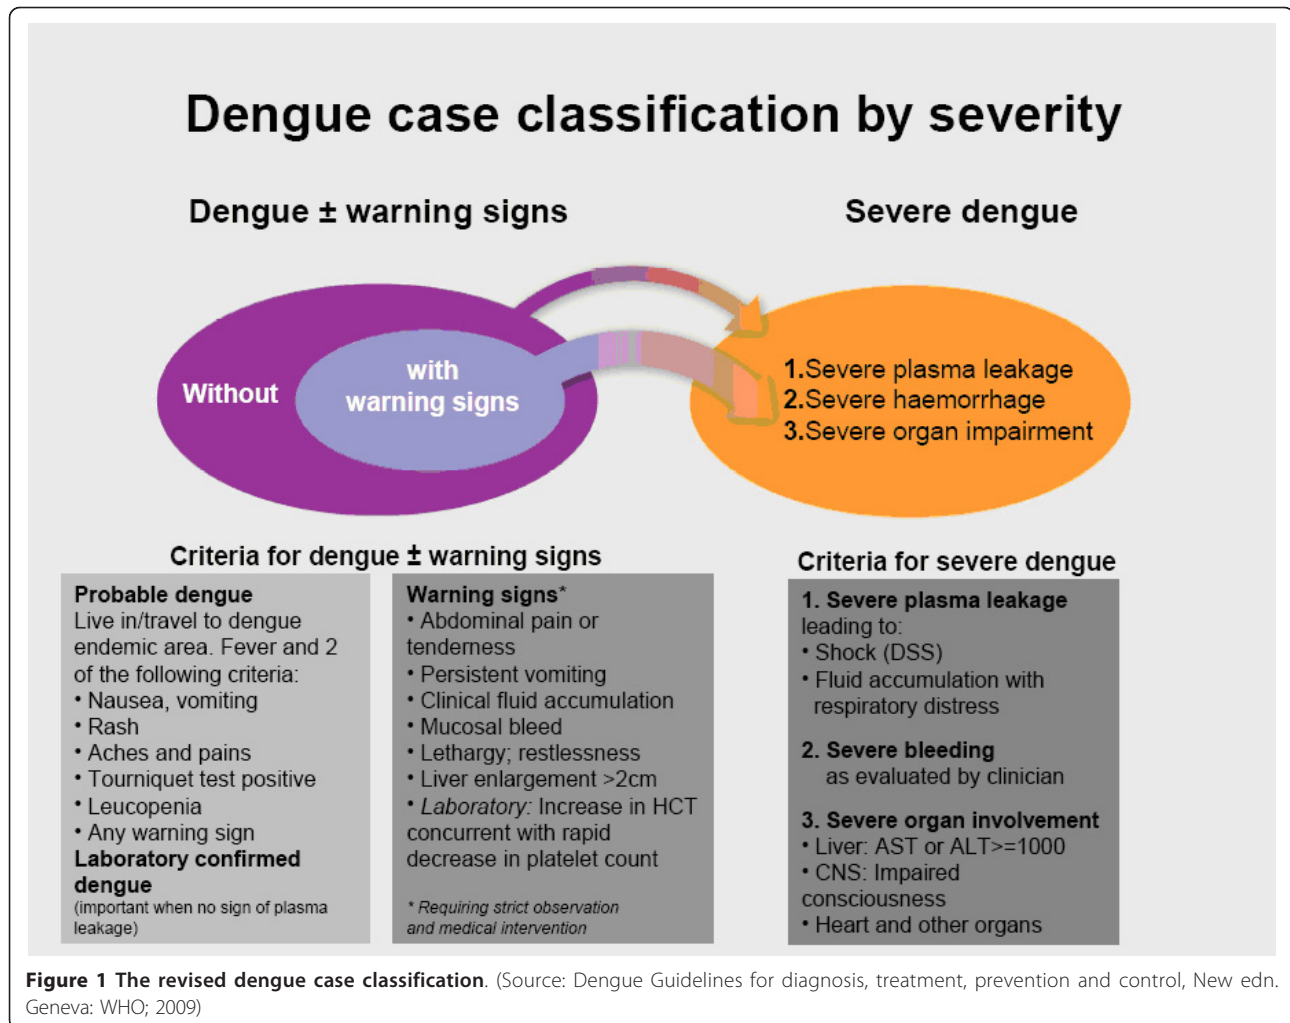 Dengue case classification by severity
Dengue ± warning signs
Severe dengue
Without
with
warning signs
1.Severe plasma leakage
2.Severe haemorrhage
3.Severe organ impairment
Criteria for dengue ± warning signs
Probable dengue
Live in/travel to dengue
endemic area. Fever and 2
of the following criteria:
• Nausea, vomiting
• Rash
• Aches and pains
• Tourniquet test positive
• Leucopenia
• Any warning sign
Laboratory confirmed
dengue
(important when no sign of plasma
leakage)
Warning signs*
• Abdominal pain or
tenderness
• Persistent vomiting
• Clinical fluid accumulation
• Mucosal bleed
• Lethargy; restlessness
• Liver enlargement >2cm
• Laboratory: Increase in HCT
concurrent with rapid
decrease in platelet count
* Requiring strict observation
and medical intervention
Criteria for severe dengue
1. Severe plasma leakage
leading to:
• Shock (DSS)
• Fluid accumulation with
respiratory distress
2. Severe bleeding
as evaluated by clinician
3. Severe organ involvement
• Liver: AST or ALT>=1000
• CNS: Impaired
consciousness
• Heart and other organs
Figure 1 The revised dengue case classification. (Source: Dengue Guidelines for diagnosis, treatment, prevention and control, New edn.
Geneva: WHO; 2009)